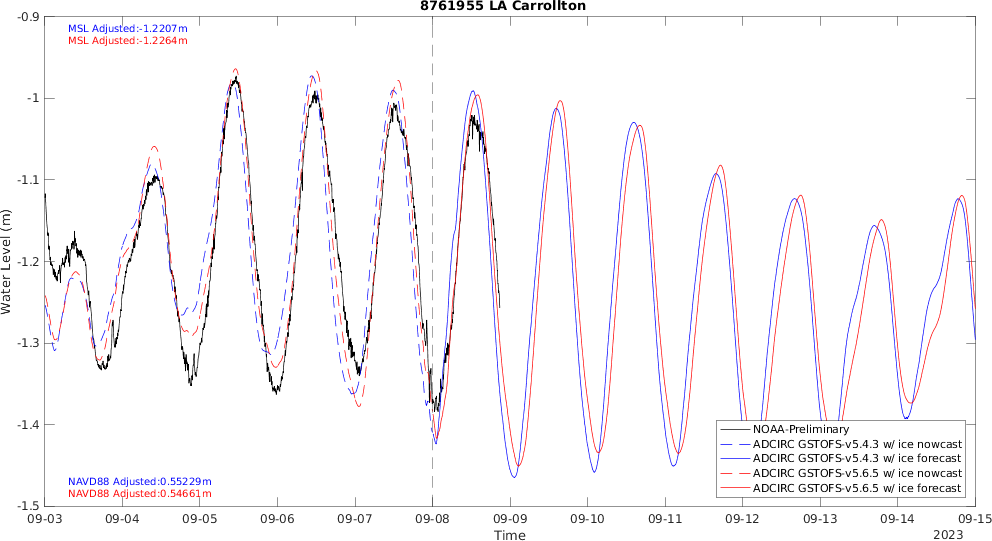 8761955 LA Carrollton
-0.9
MSL Adjusted:-1.2207m
MSL Adjusted:-1.2264m
-1
-1.1
-1.2
-1.3
-1.4
-1.5
Water Level (m)
NOAA-Preliminary
ADCIRC GSTOFS-v5.4.3 w/ ice nowcast
ADCIRC GSTOFS-v5.4.3 w/ ice forecast
ADCIRC GSTOFS-v5.6.5 w/ ice nowcast
ADCIRC GSTOFS-v5.6.5 w/ ice forecast
NAVD88 Adjusted:0.55229m
NAVD88 Adjusted:0.54661m
09-03 09-04 09-05 09-06 09-07 09-08 09-09 09-10 09-11 09-12 09-13 09-14 09-15
Time
2023